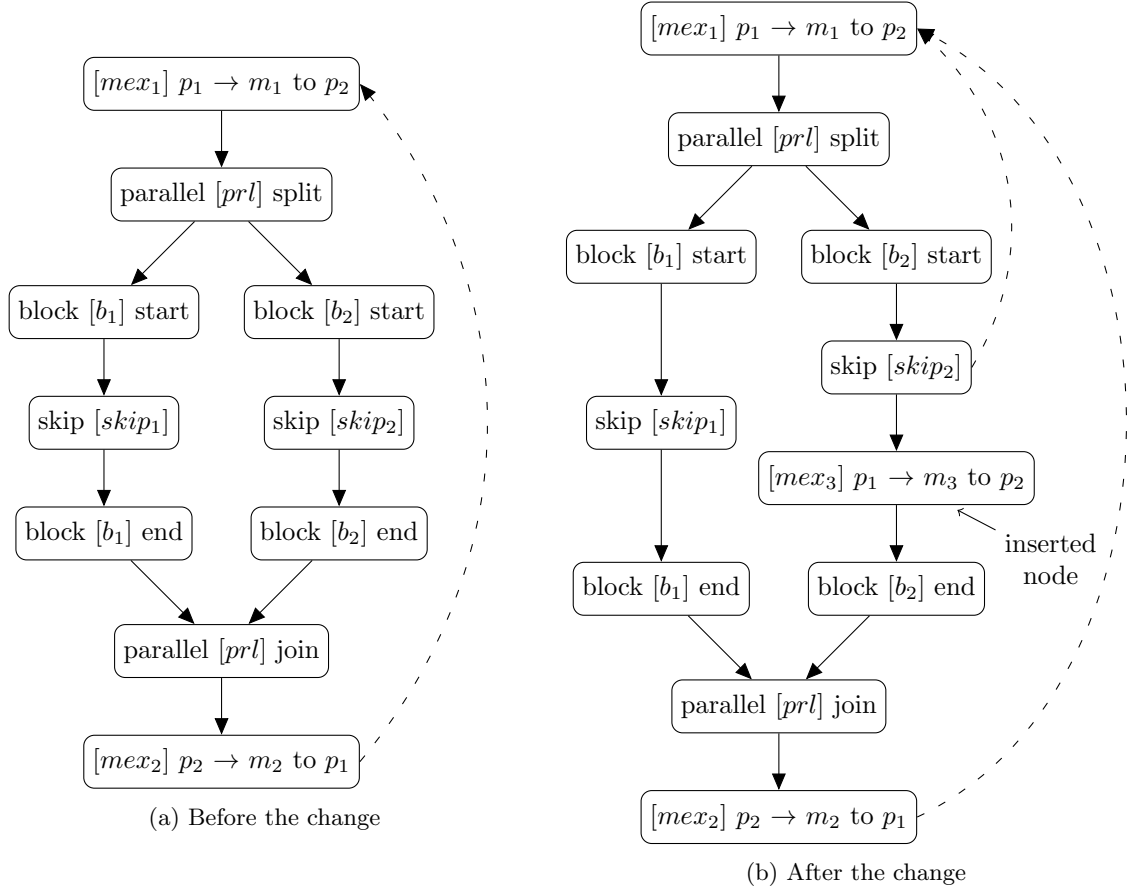 [mex₁] p₁ → m₁ to p₂
parallel [prl] split
block [b₁] start
block [b₂] start
skip [skip₁]
skip [skip₂]
block [b₁] end
block [b₂] end
parallel [prl] join
[mex₂] p₂ → m₂ to p₁
(a) Before the change
[mex₁] p₁ → m₁ to p₂
parallel [prl] split
block [b₁] start
block [b₂] start
skip [skip₂]
skip [skip₁]
[mex₃] p₁ → m₃ to p₂
inserted
node
block [b₁] end
block [b₂] end
parallel [prl] join
[mex₂] p₂ → m₂ to p₁
(b) After the change